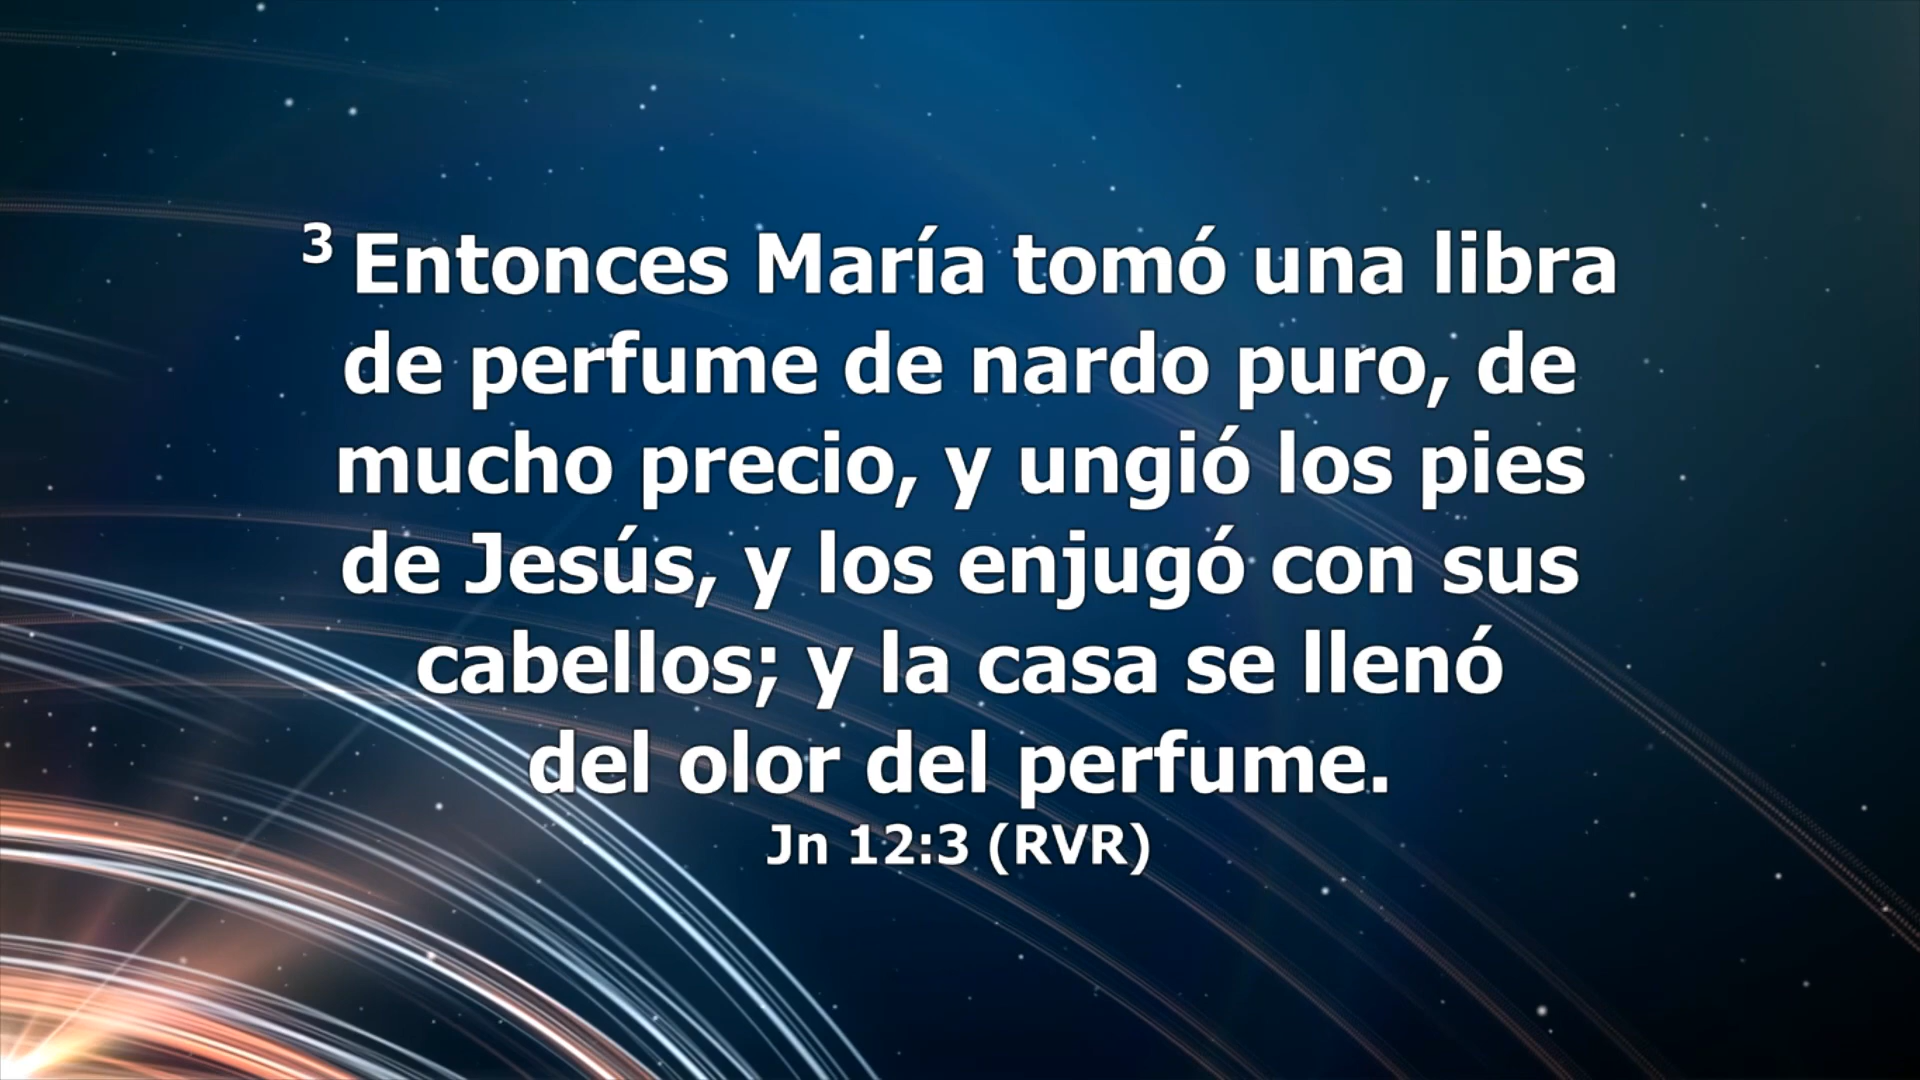 3 Entonces María tomó una libra
de perfume de nardo puro, de
mucho precio, y ungió los pies
de Jesús, y los enjugó con sus
cabellos; y la casa se llenó
del olor del perfume.
Jn 12:3 (RVR)